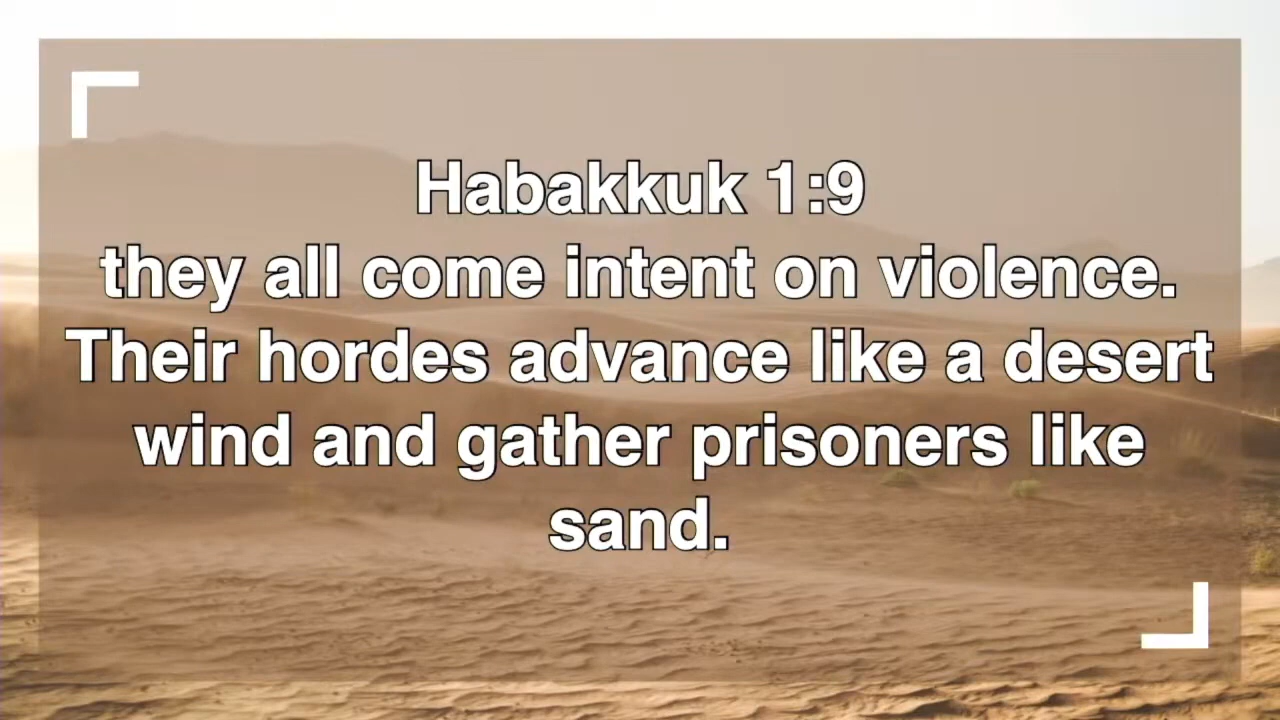 Habakkuk 1:9
they all come intent on violence.
Their hordes advance like a desert
wind and gather prisoners like
sand.